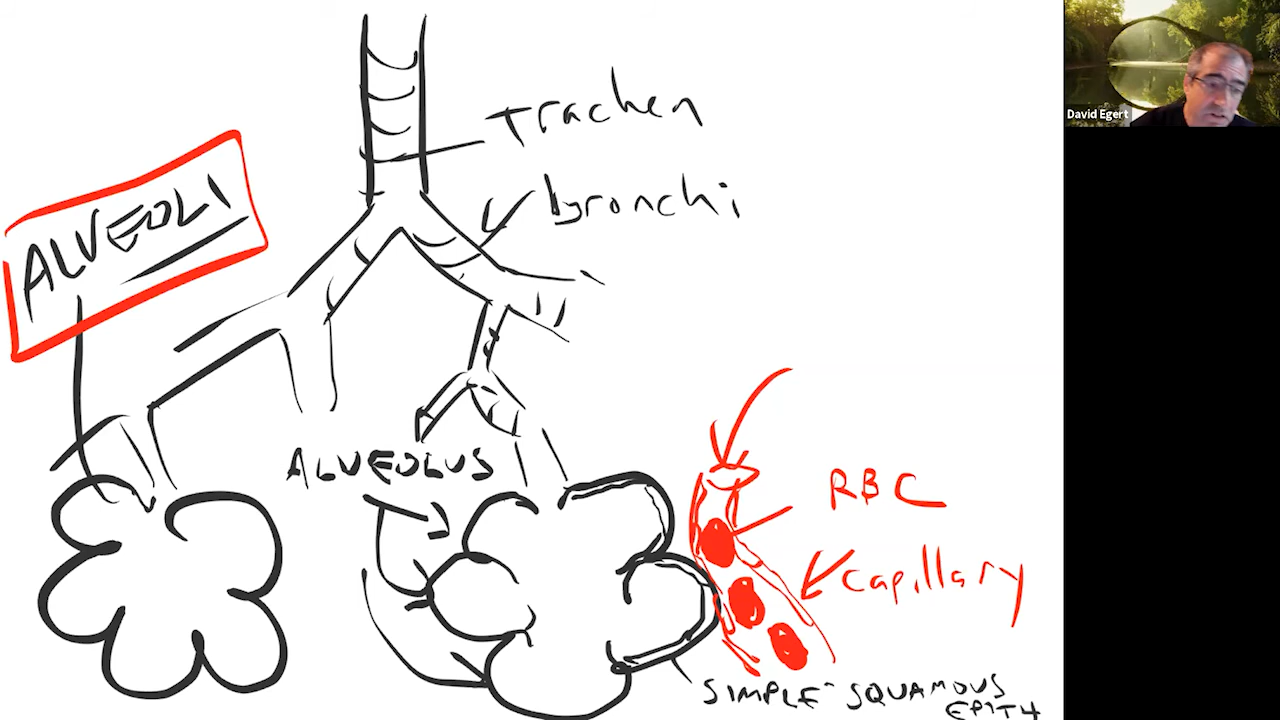 David Egert
trachea
bronchi
ALVEOLI
ALVEOLUS
RBC
capillary
SIMPLE SQUAMOUS
EPITH